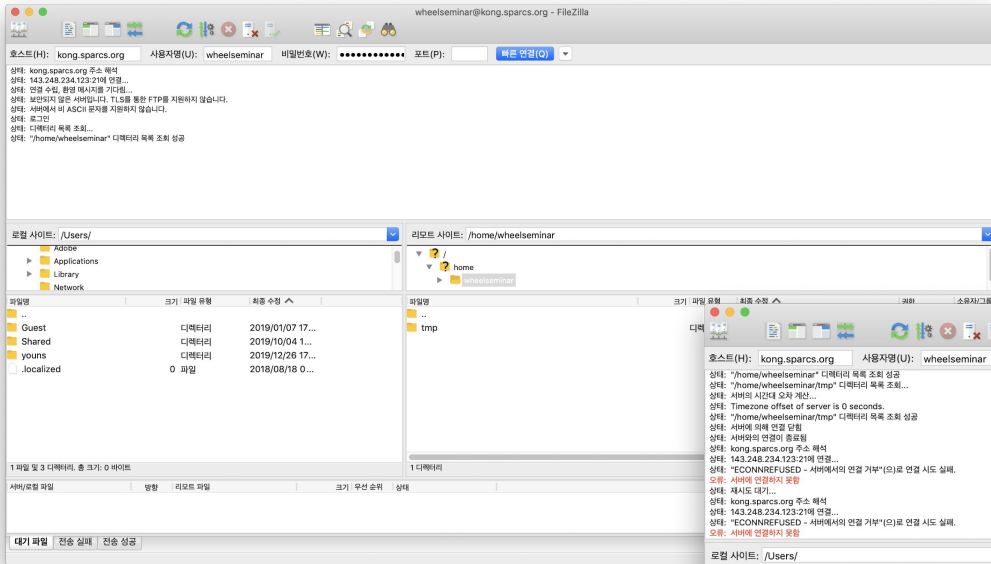 wheelseminar@kong.sparcs.org - FileZilla
호스트(H): kong.sparcs.org 사용자명(U): wheelseminar 비밀번호(W): ●●●●●●●●●●●●● 포트(P): 빠른 연결(Q)
상태: kong.sparcs.org 주소 해석
상태: 143.248.234.123:21에 연결...
상태: 연결 수립, 환영 메시지를 기다림...
상태: 보안되지 않은 서버입니다. TLS를 통한 FTP를 지원하지 않습니다.
상태: 서버에서 비 ASCII 문자를 지원하지 않습니다.
상태: 로그인
상태: 디렉터리 목록 조회...
상태: "/home/wheelseminar" 디렉터리 목록 조회 성공
로컬 사이트: /Users/
Adobe
Applications
Library
Network
리모트 사이트: /home/wheelseminar
/
home
wheelseminar
파일명 크기 파일 유형 최종 수정
..
Guest 디렉터리 2019/01/07 17...
Shared 디렉터리 2019/10/04 1...
youns 디렉터리 2019/12/26 17...
.localized 0 파일 2018/08/18 0...
1 파일 및 3 디렉터리. 총 크기: 0 바이트
파일명 크기 파일 유형 최종 수정 권한 소유자/그룹
..
tmp 디렉
1 디렉터리
서버/로컬 파일 방향 리모트 파일 크기 우선 순위 상태
대기 파일 전송 실패 전송 성공
호스트(H): kong.sparcs.org 사용자명(U): wheelseminar
상태: "/home/wheelseminar" 디렉터리 목록 조회 성공
상태: "/home/wheelseminar/tmp" 디렉터리 목록 조회...
상태: 서버의 시간대 오차 계산...
상태: Timezone offset of server is 0 seconds.
상태: "/home/wheelseminar/tmp" 디렉터리 목록 조회 성공
상태: 서버에 의해 연결 닫힘
상태: 서버와의 연결이 종료됨
상태: kong.sparcs.org 주소 해석
상태: 143.248.234.123:21에 연결...
상태: "ECONNREFUSED - 서버에서의 연결 거부"(으)로 연결 시도 실패.
오류: 서버에 연결하지 못함
상태: 재시도 대기...
상태: kong.sparcs.org 주소 해석
상태: 143.248.234.123:21에 연결...
상태: "ECONNREFUSED - 서버에서의 연결 거부"(으)로 연결 시도 실패.
오류: 서버에 연결하지 못함
로컬 사이트: /Users/